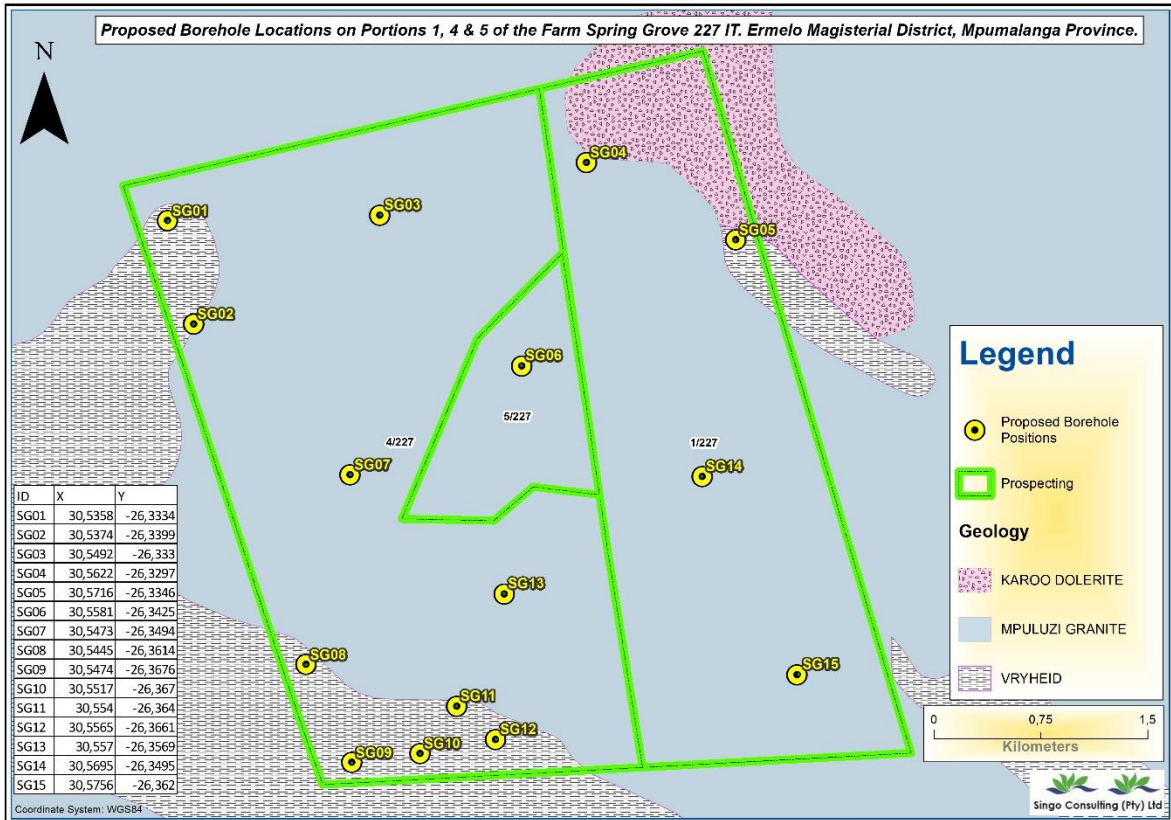 Proposed Borehole Locations on Portions 1, 4 & 5 of the Farm Spring Grove 227 IT. Ermelo Magisterial District, Mpumalanga Province.
N
SG04
SG01
SG03
SG05
SG02
SG06
5/227
4/227
1/227
SG07
SG14
SG13
SG08
SG15
SG11
SG12
SG10
SG09
Legend
Proposed Borehole
Positions
Prospecting
Geology
KAROO DOLERITE
MPULUZI GRANITE
VRYHEID
0 0,75 1,5
Kilometers
Singo Consulting (Pty) Ltd
ID X Y
SG01 30,5358 -26,3334
SG02 30,5374 -26,3399
SG03 30,5492 -26,333
SG04 30,5622 -26,3297
SG05 30,5716 -26,3346
SG06 30,5581 -26,3425
SG07 30,5473 -26,3494
SG08 30,5445 -26,3614
SG09 30,5474 -26,3676
SG10 30,5517 -26,367
SG11 30,554 -26,364
SG12 30,5565 -26,3661
SG13 30,557 -26,3569
SG14 30,5695 -26,3495
SG15 30,5756 -26,362
Coordinate System: WGS84